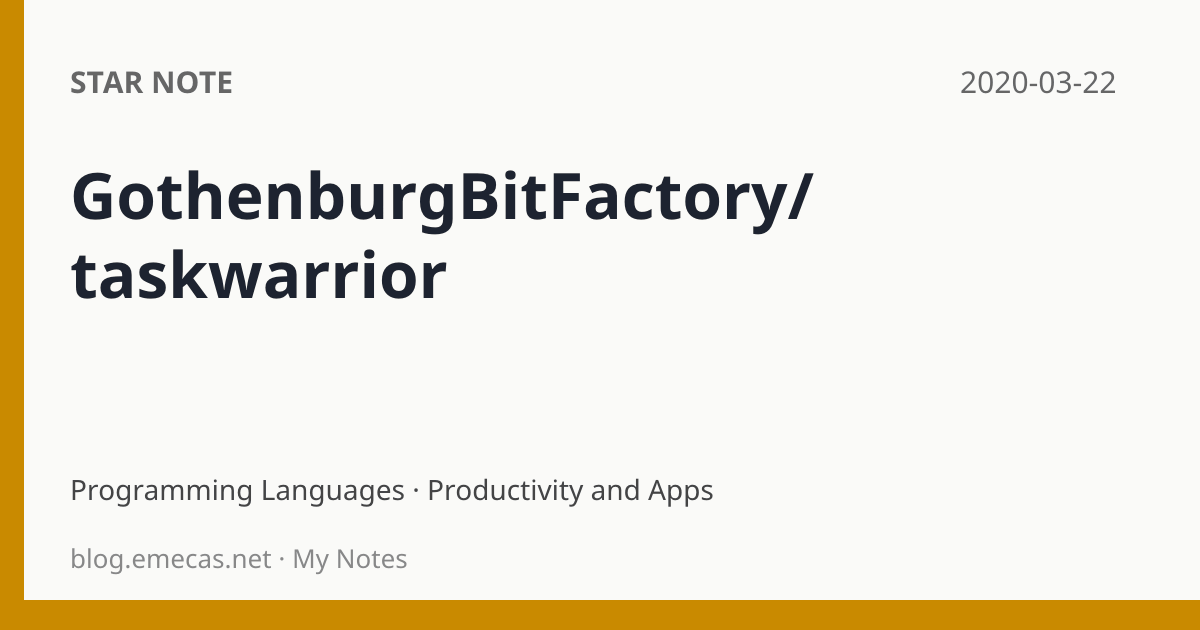 STAR NOTE
2020-03-22
GothenburgBitFactory/
taskwarrior
Programming Languages · Productivity and Apps
blog.emecas.net · My Notes